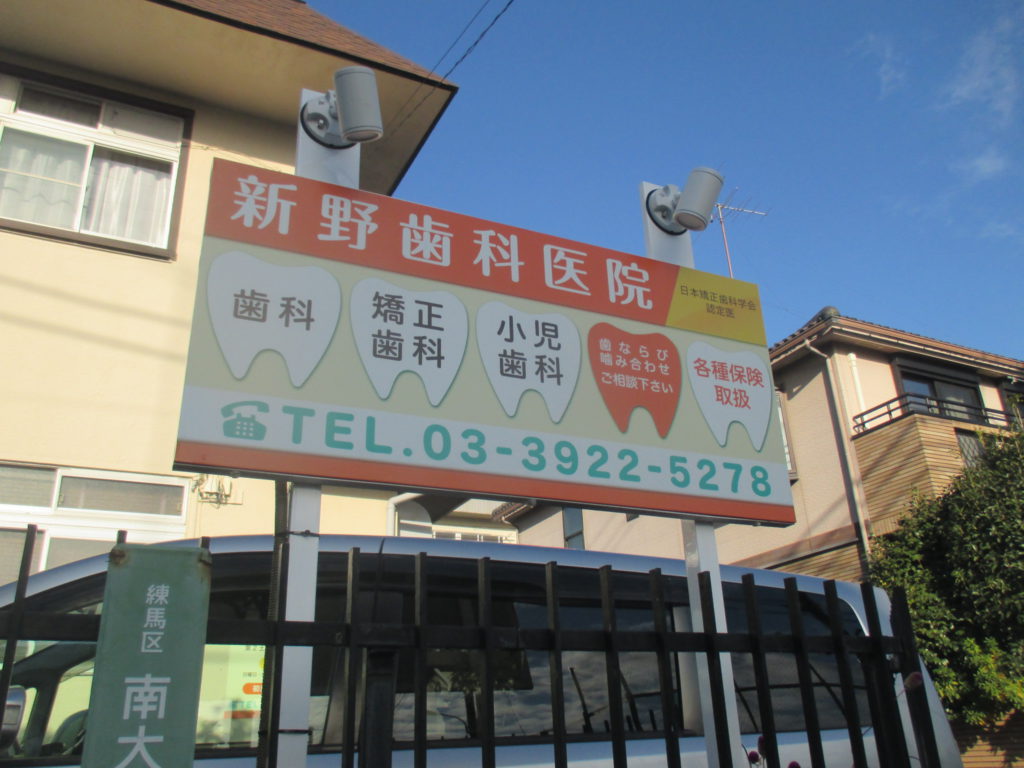 新野歯科医院
日本矯正歯科学会
認定医
歯科
矯正
歯科
小児
歯科
歯ならび
噛み合わせ
ご相談下さい
各種保険
取扱
☎TEL.03-3922-5278
練馬区
南大